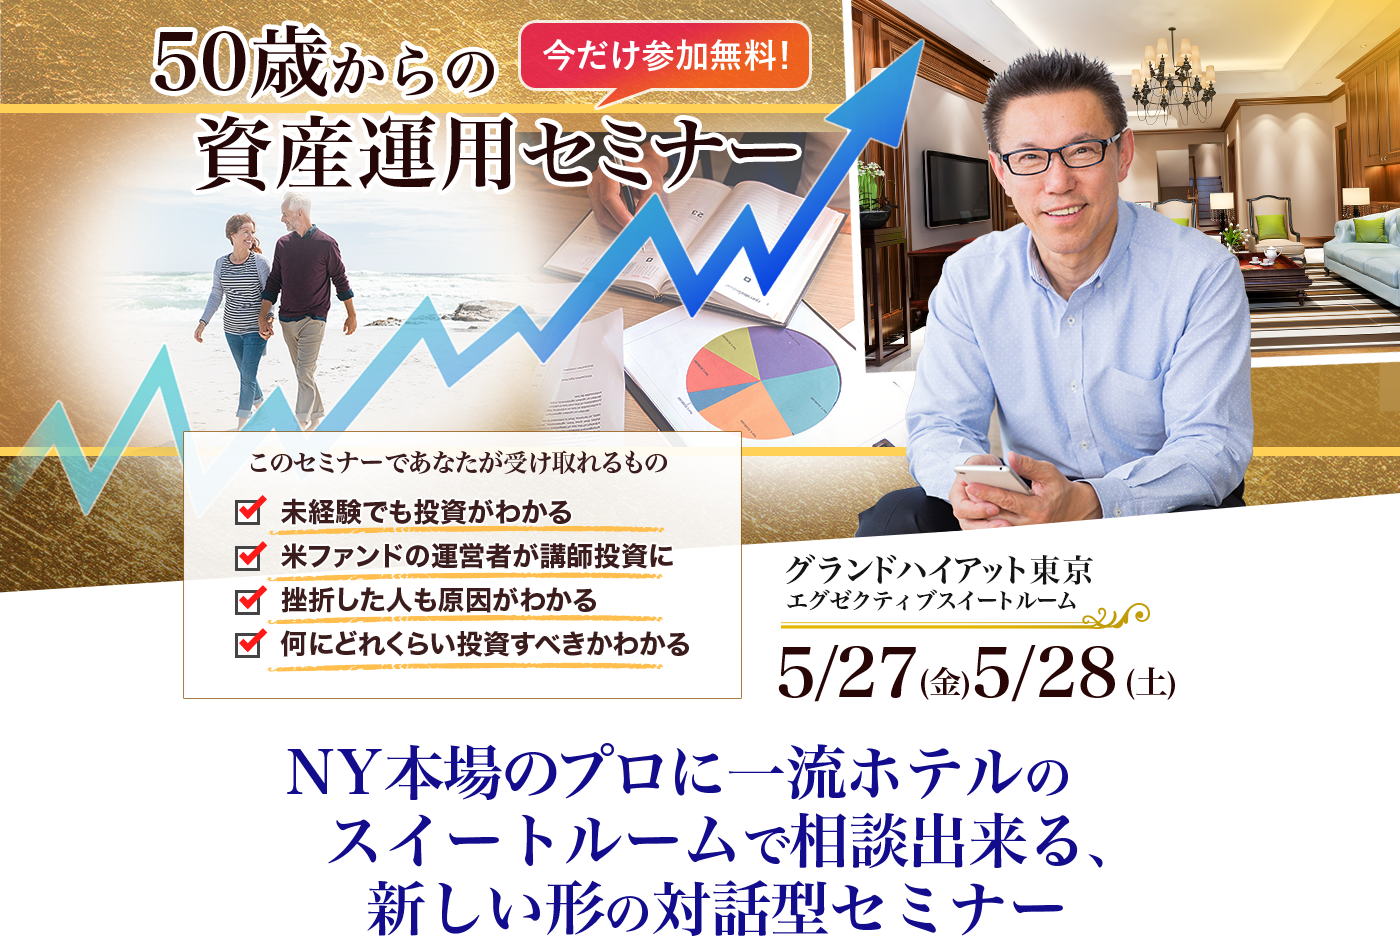 50歳からの
今だけ参加無料!
資産運用セミナー
23
このセミナーであなたが受け取れるもの
未経験でも投資がわかる
米ファンドの運営者が講師投資に
挫折した人も原因がわかる
何にどれくらい投資すべきかわかる
グランドハイアット東京
エグゼクティブスイートルーム
5/27(金)5/28(土)
NY本場のプロに一流ホテルの
スイートルームで相談出来る、
新しい形の対話型セミナー